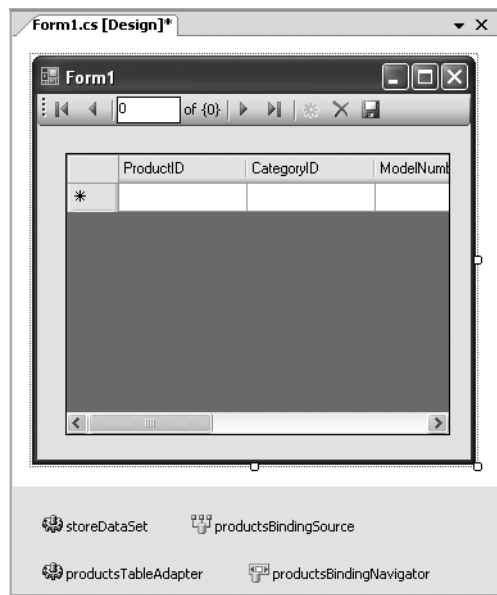 Form1.cs [Design]*
Form1
0 of {0}
ProductID CategoryID ModelNumb
storeDataSet productsBindingSource
productsTableAdapter productsBindingNavigator